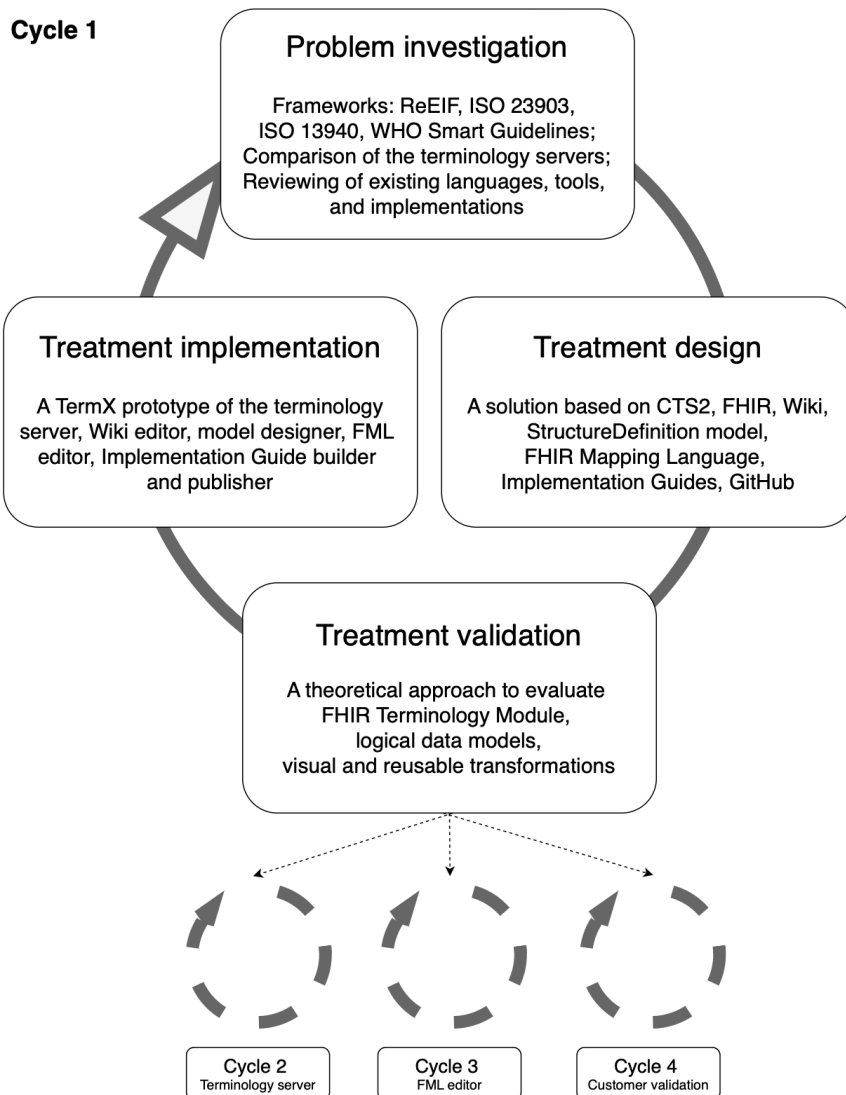 Cycle 1
Problem investigation
Frameworks: ReEIF, ISO 23903,
ISO 13940, WHO Smart Guidelines;
Comparison of the terminology servers;
Reviewing of existing languages, tools,
and implementations
Treatment implementation
A TermX prototype of the terminology
server, Wiki editor, model designer, FML
editor, Implementation Guide builder
and publisher
Treatment design
A solution based on CTS2, FHIR, Wiki,
StructureDefinition model,
FHIR Mapping Language,
Implementation Guides, GitHub
Treatment validation
A theoretical approach to evaluate
FHIR Terminology Module,
logical data models,
visual and reusable transformations
Cycle 2
Terminology server
Cycle 3
FML editor
Cycle 4
Customer validation